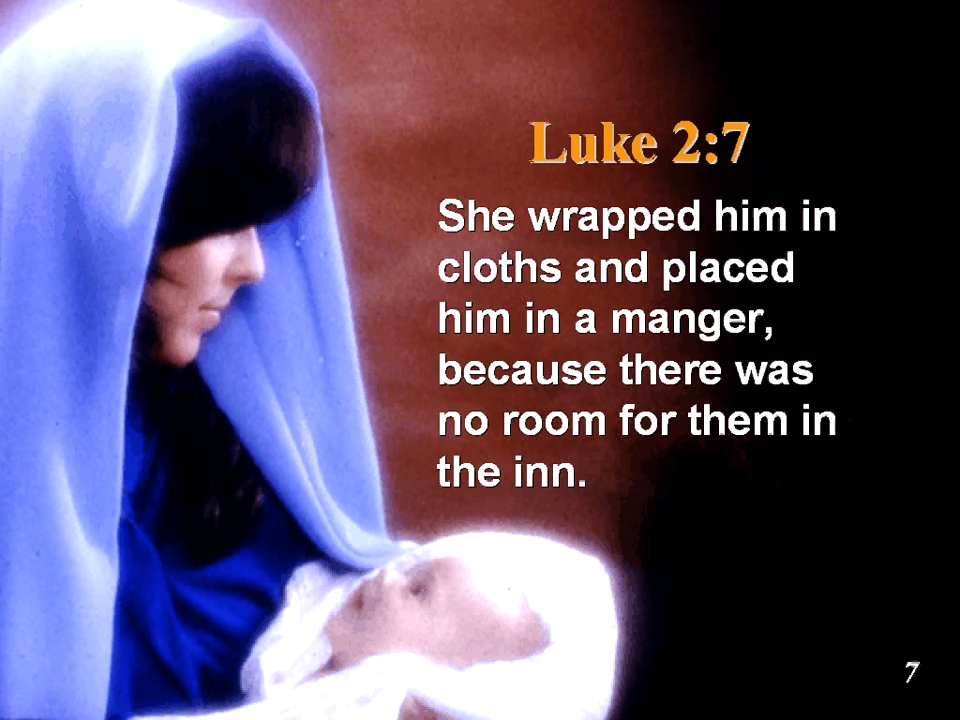 Luke 2:7
She wrapped him in
cloths and placed
him in a manger,
because there was
no room for them in
the inn.
7